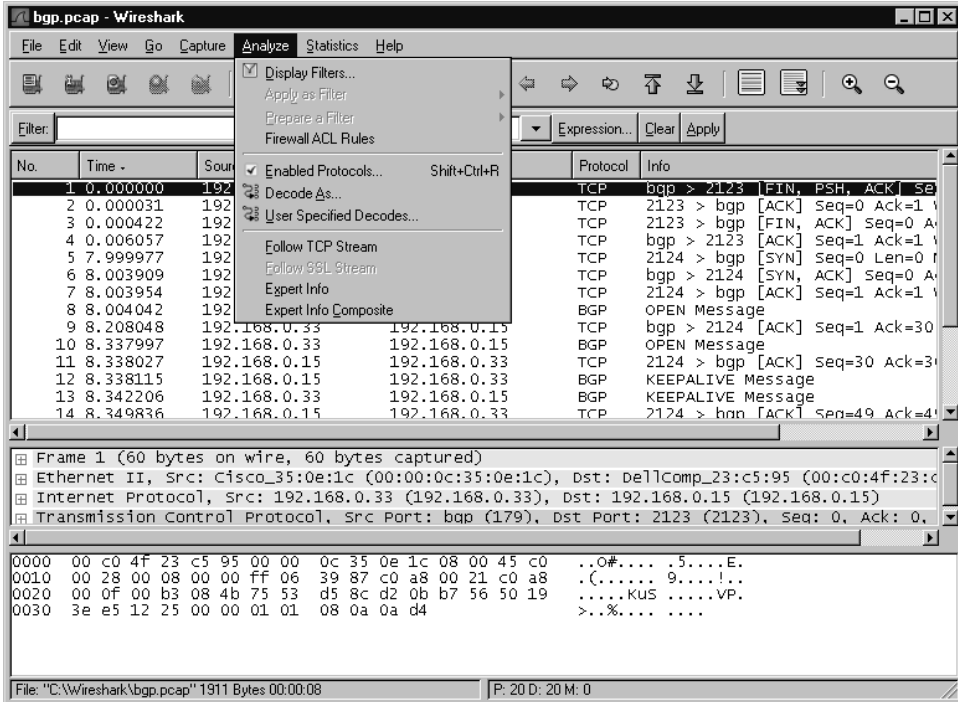 bgp.pcap - Wireshark
File Edit View Go Capture Analyze Statistics Help
Display Filters...
Apply as Filter
Prepare a Filter
Firewall ACL Rules
Enabled Protocols... Shift+Ctrl+R
Decode As...
User Specified Decodes...
Follow TCP Stream
Follow SSL Stream
Expert Info
Expert Info Composite
Filter: Expression... Clear Apply
No. Time Sour Protocol Info
1 0.000000 192 TCP bgp > 2123 [FIN, PSH, ACK] Se
2 0.000031 192 TCP 2123 > bgp [ACK] Seq=0 Ack=1
3 0.000422 192 TCP 2123 > bgp [FIN, ACK] Seq=0
4 0.006057 192 TCP bgp > 2123 [ACK] Seq=1 Ack=1
5 7.999977 192 TCP 2124 > bgp [SYN] Seq=0 Len=0
6 8.003909 192 TCP bgp > 2124 [SYN, ACK] Seq=0
7 8.003954 192 TCP 2124 > bgp [ACK] Seq=1 Ack=1
8 8.004042 192 BGP OPEN Message
9 8.208048 192.168.0.33 192.168.0.15 TCP bgp > 2124 [ACK] Seq=1 Ack=30
10 8.337997 192.168.0.33 192.168.0.15 BGP OPEN Message
11 8.338027 192.168.0.15 192.168.0.33 TCP 2124 > bgp [ACK] Seq=30
12 8.338115 192.168.0.15 192.168.0.33 BGP KEEPALIVE Message
13 8.342206 192.168.0.33 192.168.0.15 BGP KEEPALIVE Message
14 8.349836 192.168.0.15 192.168.0.33 TCP 2124 > bgp [ACK] Seq=49
Frame 1 (60 bytes on wire, 60 bytes captured)
Ethernet II, Src: Cisco_35:0e:1c (00:00:0c:35:0e:1c), Dst: DellComp_23:c5:95 (00:c0:4f:23:c
Internet Protocol, Src: 192.168.0.33 (192.168.0.33), Dst: 192.168.0.15 (192.168.0.15)
Transmission Control Protocol, Src Port: bgp (179), Dst Port: 2123 (2123), Seq: 0, Ack: 0,
0000 00 c0 4f 23 c5 95 00 00 0c 35 0e 1c 08 00 45 c0 ..O#.... .5....E.
0010 00 28 00 08 00 00 ff 06 39 87 c0 a8 00 21 c0 a8 .(...... 9....!..
0020 00 0f 00 b3 08 4b 75 53 d5 8c d2 0b b7 56 50 19 .....KuS .....VP.
0030 3e e5 12 25 00 00 01 01 08 0a 0a d4 >..%.... ....
File: "C:\Wireshark\bgp.pcap" 1911 Bytes 00:00:08 P: 20 D: 20 M: 0